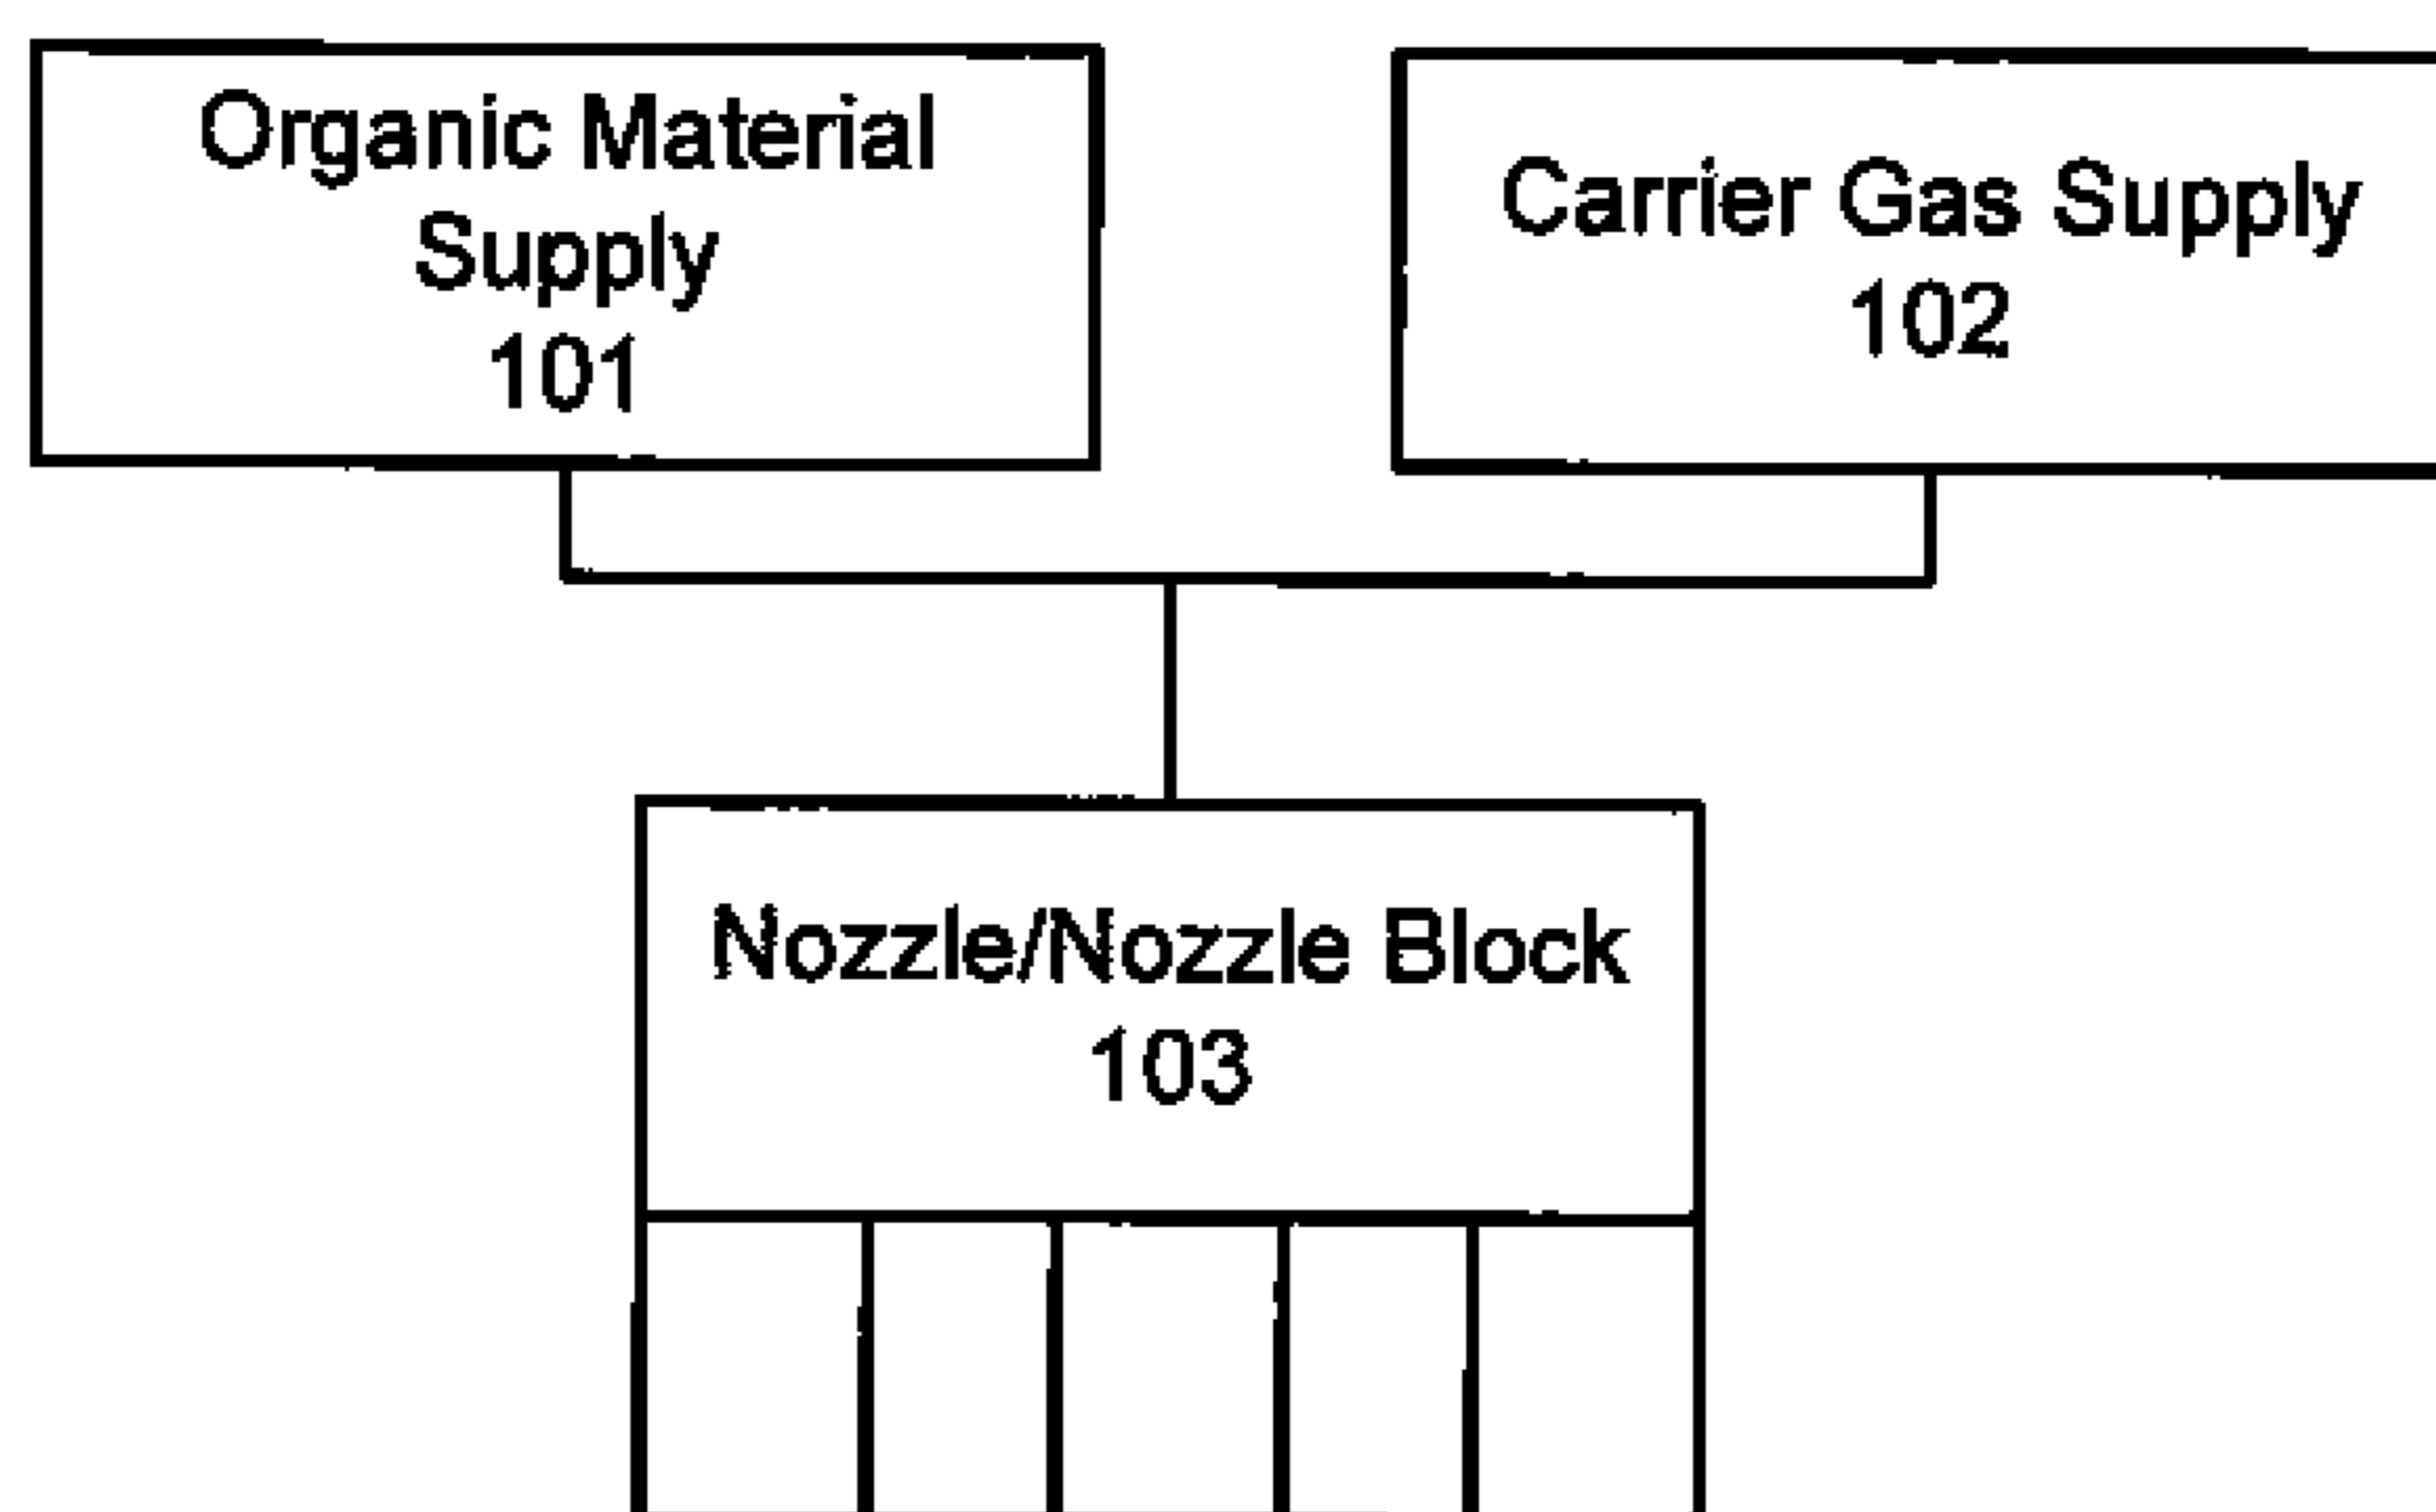 Organic Material
Supply
101
Carrier Gas Supply
102
Nozzle/Nozzle Block
103